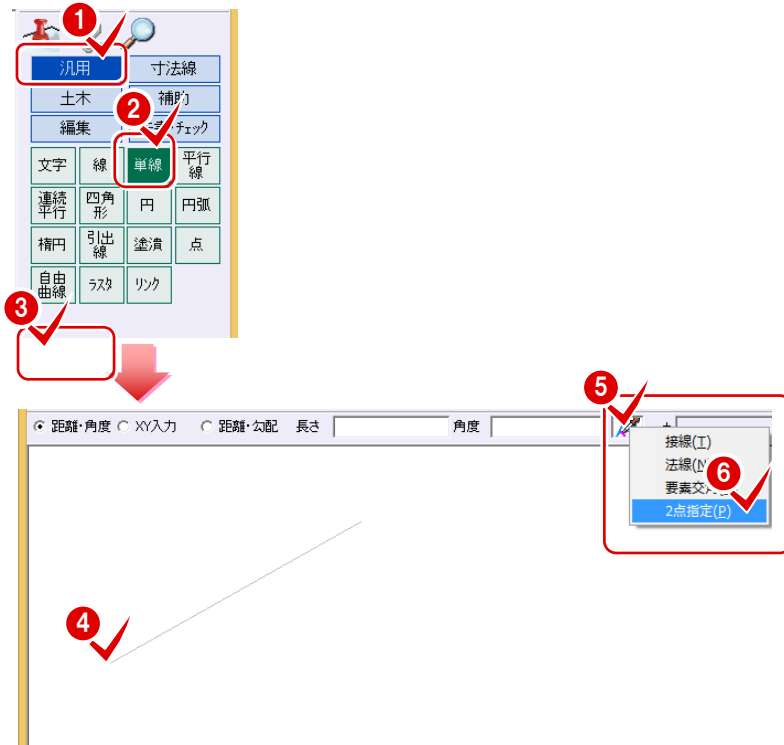 1
汎用 寸法線
土木 補助
2
編集 チェック
文字 線 単線 平行
線
連続
平行 四角
形 円 円弧
楕円 引出
線 塗潰 点
自由
曲線 ラスタ リンク
3
5
距離・角度 XY入力 距離・勾配 長さ 角度 +
接線(T)
法線(N
6
要素交
2点指定(P)
4